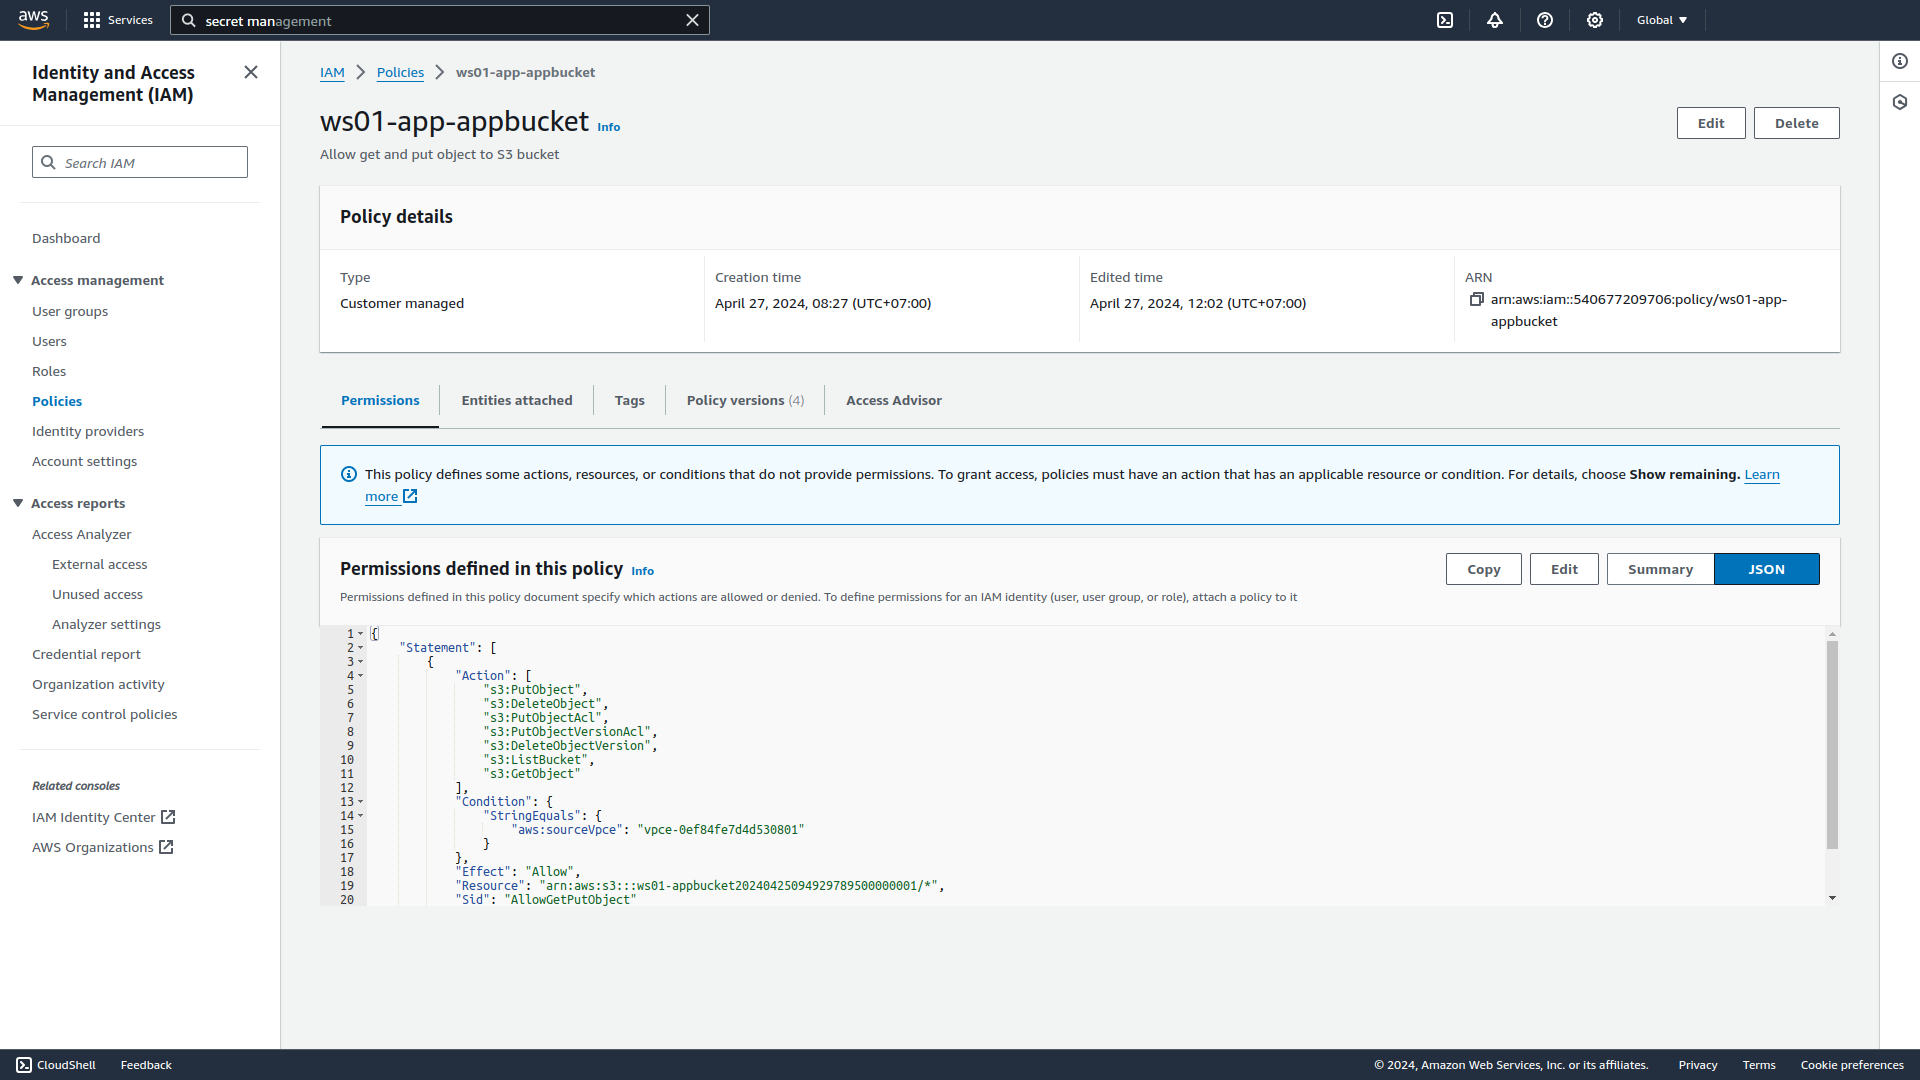 aws
Services
secret management
Global
Identity and Access
Management (IAM)
Search IAM
Dashboard
Access management
User groups
Users
Roles
Policies
Identity providers
Account settings
Access reports
Access Analyzer
External access
Unused access
Analyzer settings
Credential report
Organization activity
Service control policies
Related consoles
IAM Identity Center
AWS Organizations
IAM Policies ws01-app-appbucket
ws01-app-appbucket Info
Edit Delete
Allow get and put object to S3 bucket
Policy details
Type
Customer managed
Creation time
April 27, 2024, 08:27 (UTC+07:00)
Edited time
April 27, 2024, 12:02 (UTC+07:00)
ARN
arn:aws:iam::540677209706:policy/ws01-app-
appbucket
Permissions Entities attached Tags Policy versions (4) Access Advisor
This policy defines some actions, resources, or conditions that do not provide permissions. To grant access, policies must have an action that has an applicable resource or condition. For details, choose Show remaining. Learn
more
Permissions defined in this policy Info
Copy Edit Summary JSON
Permissions defined in this policy document specify which actions are allowed or denied. To define permissions for an IAM identity (user, user group, or role), attach a policy to it
1 {
2 "Statement": [
3 {
4 "Action": [
5 "s3:PutObject",
6 "s3:DeleteObject",
7 "s3:PutObjectAcl",
8 "s3:PutObjectVersionAcl",
9 "s3:DeleteObjectVersion",
10 "s3:ListBucket",
11 "s3:GetObject"
12 ],
13 "Condition": {
14 "StringEquals": {
15 "aws:sourceVpce": "vpce-0ef84fe7d4d530801"
16 }
17 },
18 "Effect": "Allow",
19 "Resource": "arn:aws:s3:::ws01-appbucket20240425094929789500000001/*",
20 "Sid": "AllowGetPutObject"
CloudShell Feedback
© 2024, Amazon Web Services, Inc. or its affiliates. Privacy Terms Cookie preferences